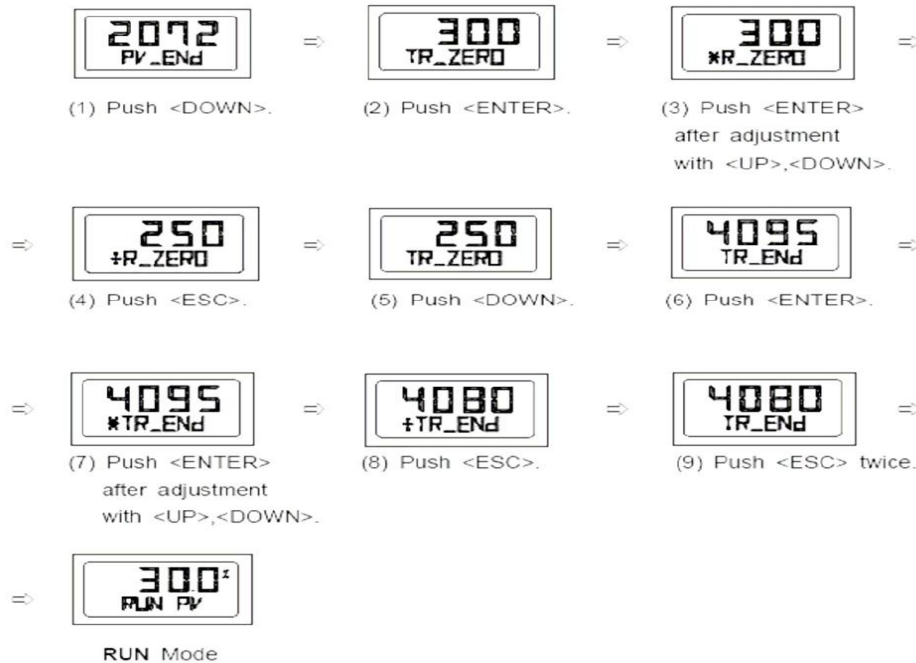 2072
PV_ENd
⇨
300
TR_ZERO
⇨
300
*R_ZERO
⇨
(1) Push <DOWN>.
(2) Push <ENTER>.
(3) Push <ENTER>
after adjustment
with <UP>,<DOWN>.
⇨
250
‡R_ZERO
⇨
250
TR_ZERO
⇨
4095
TR_ENd
⇨
(4) Push <ESC>.
(5) Push <DOWN>.
(6) Push <ENTER>.
⇨
4095
*TR_ENd
⇨
4080
‡TR_ENd
⇨
4080
TR_ENd
⇨
(7) Push <ENTER>
after adjustment
with <UP>,<DOWN>.
(8) Push <ESC>.
(9) Push <ESC> twice.
⇨
30.0%
RUN PV
RUN Mode